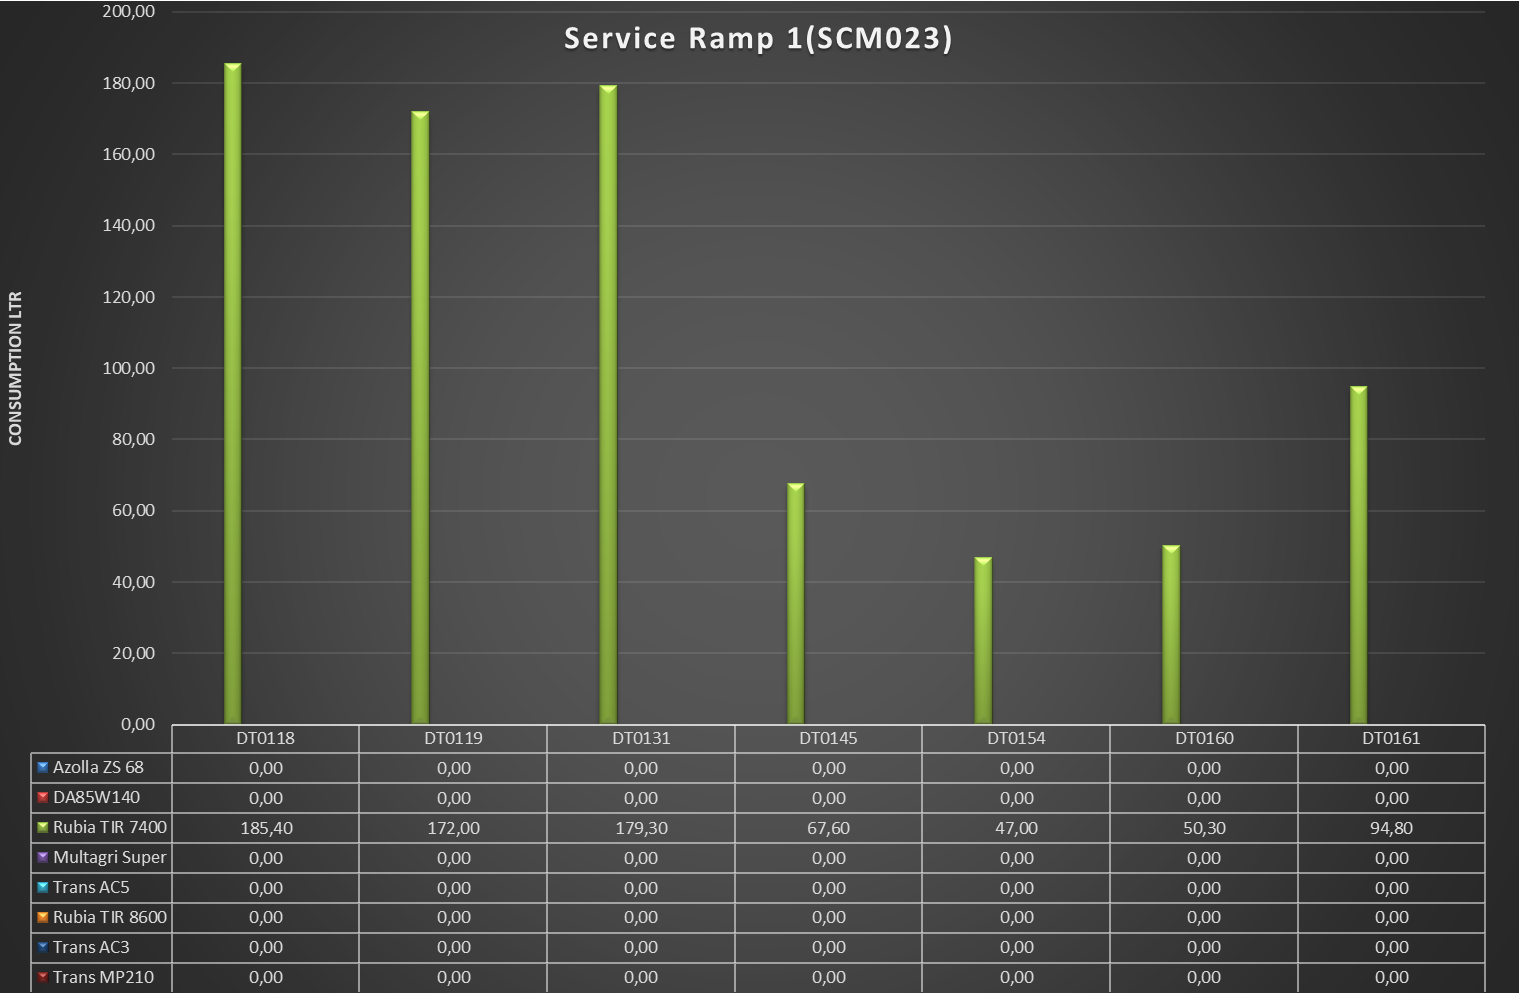 Service Ramp 1(SCM023)
CONSUMPTION LTR
200,00
180,00
160,00
140,00
120,00
100,00
80,00
60,00
40,00
20,00
0,00
DT0118 DT0119 DT0131 DT0145 DT0154 DT0160 DT0161
Azolla ZS 68 0,00 0,00 0,00 0,00 0,00 0,00 0,00
DA85W140 0,00 0,00 0,00 0,00 0,00 0,00 0,00
Rubia TIR 7400 185,40 172,00 179,30 67,60 47,00 50,30 94,80
Multagri Super 0,00 0,00 0,00 0,00 0,00 0,00 0,00
Trans AC5 0,00 0,00 0,00 0,00 0,00 0,00 0,00
Rubia TIR 8600 0,00 0,00 0,00 0,00 0,00 0,00 0,00
Trans AC3 0,00 0,00 0,00 0,00 0,00 0,00 0,00
Trans MP210 0,00 0,00 0,00 0,00 0,00 0,00 0,00